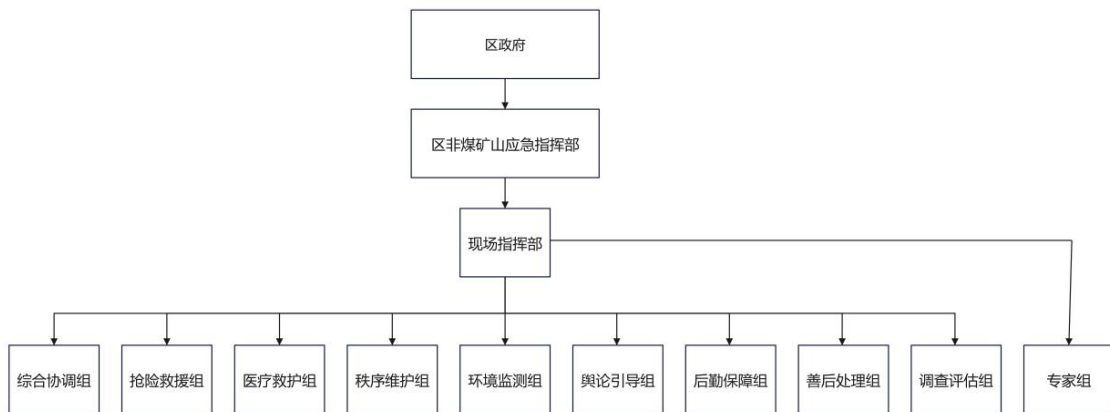 区政府
区非煤矿山应急指挥部
现场指挥部
综合协调组
抢险救援组
医疗救护组
秩序维护组
环境监测组
舆论引导组
后勤保障组
善后处理组
调查评估组
专家组